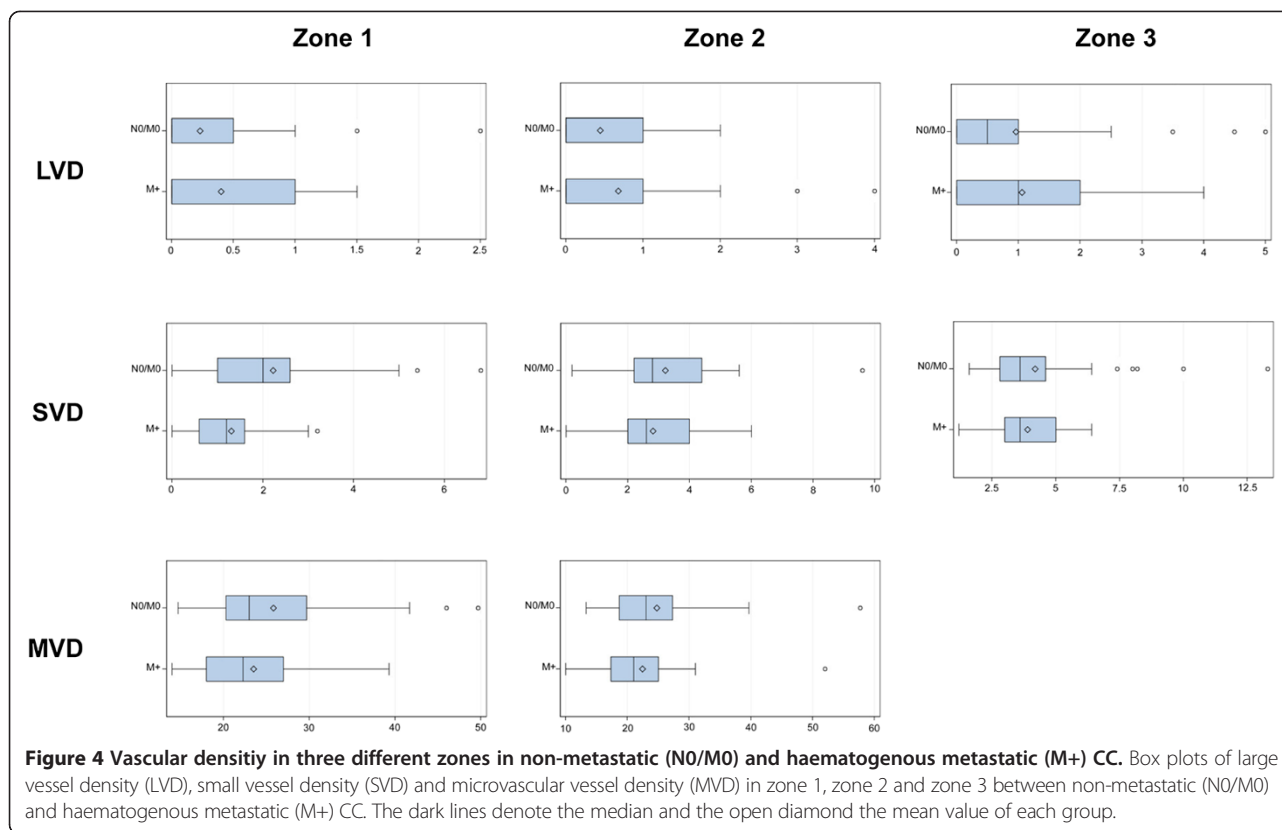 Zone 1 Zone 2 Zone 3
LVD
N0/M0
M+
0 0.5 1 1.5 2 2.5
N0/M0
M+
0 1 2 3 4
N0/M0
M+
0 1 2 3 4 5
SVD
N0/M0
M+
0 2 4 6
N0/M0
M+
0 2 4 6 8 10
N0/M0
M+
2.5 5 7.5 10 12.5
MVD
N0/M0
M+
20 30 40 50
N0/M0
M+
10 20 30 40 50 60
Figure 4 Vascular densitiy in three different zones in non-metastatic (N0/M0) and haematogenous metastatic (M+) CC. Box plots of large
vessel density (LVD), small vessel density (SVD) and microvascular vessel density (MVD) in zone 1, zone 2 and zone 3 between non-metastatic (N0/M0)
and haematogenous metastatic (M+) CC. The dark lines denote the median and the open diamond the mean value of each group.